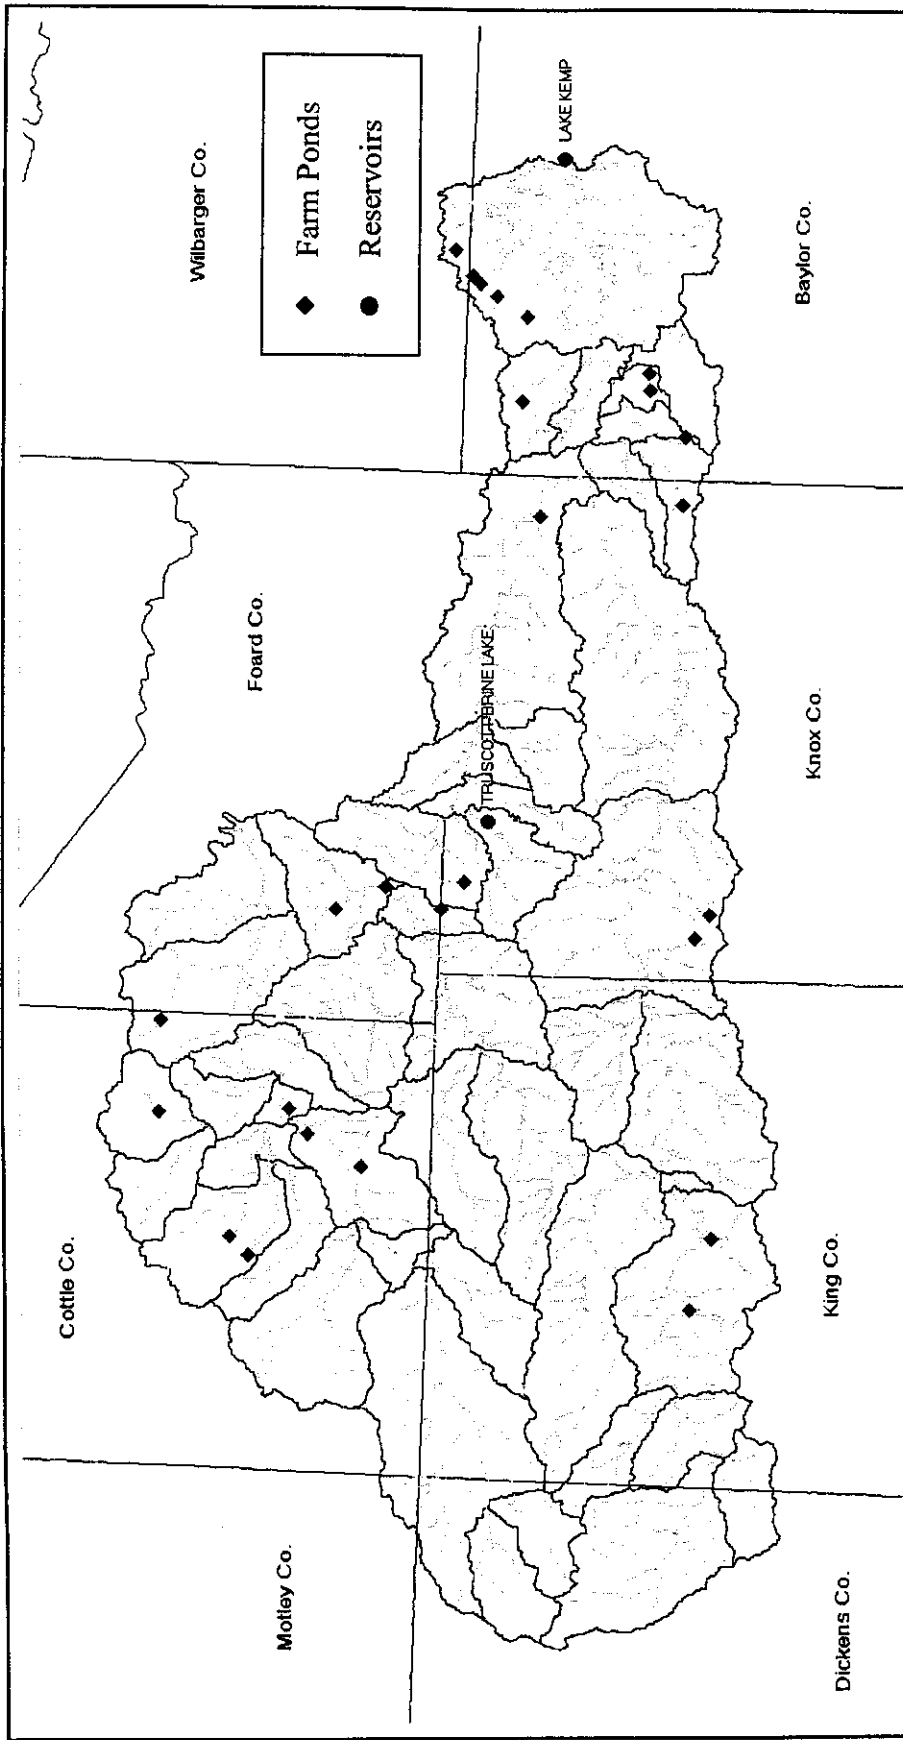 Motley Co.
Cottle Co.
Foard Co.
Wilbarger Co.
Farm Ponds
Reservoirs
LAKE KEMP
TRUSCOTT BRINE LAKE
Dickens Co.
King Co.
Knox Co.
Baylor Co.